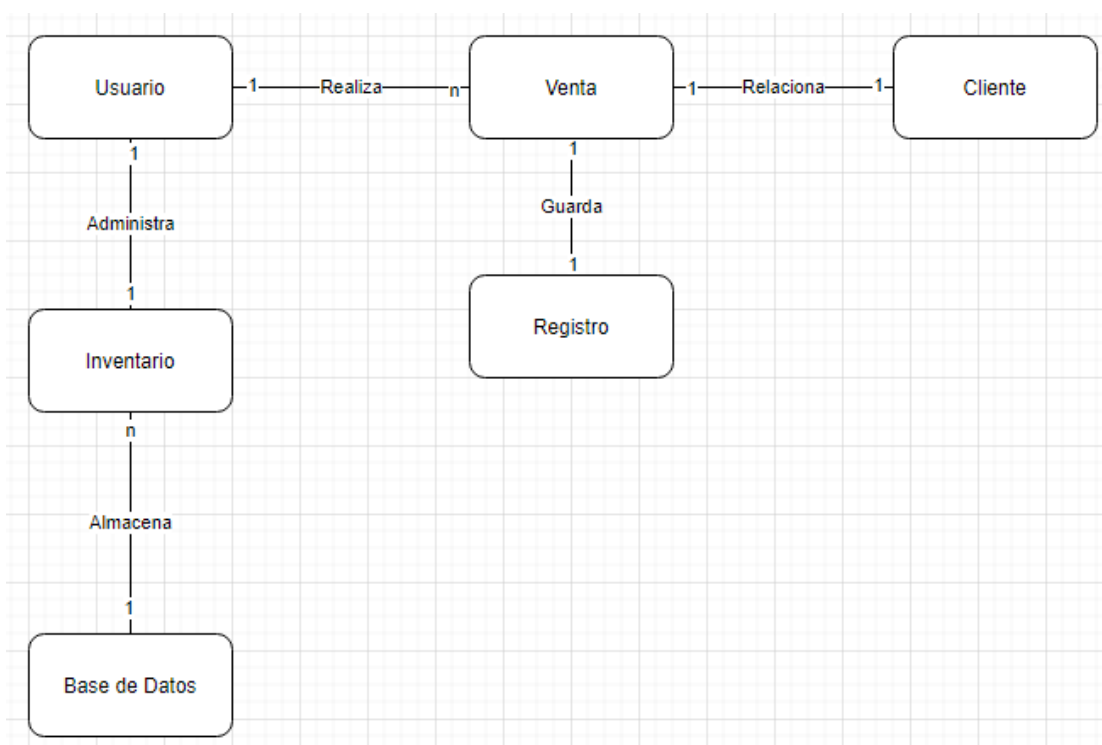 Usuario
1
Realiza
n
Venta
1
Relaciona
1
Cliente
1
Administra
1
1
Guarda
1
Inventario
Registro
n
Almacena
1
Base de Datos